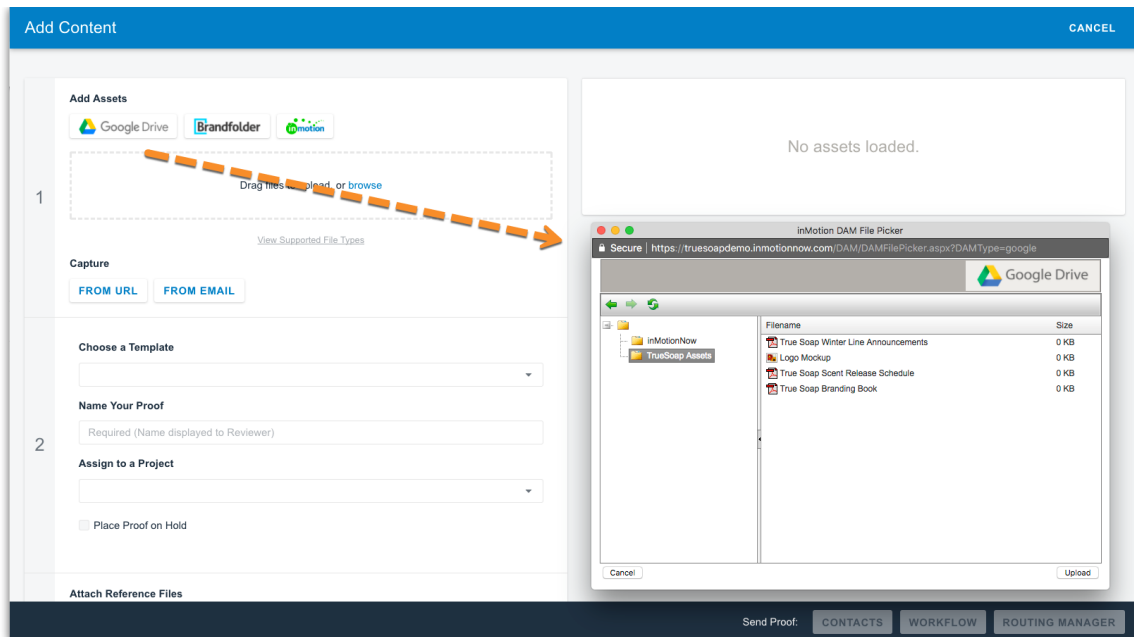 Add Content
CANCEL
Add Assets
Google Drive
Brandfolder
inmotion
No assets loaded.
1
Drag files to upload, or browse
View Supported File Types
Capture
FROM URL
FROM EMAIL
inMotion DAM File Picker
Secure | https://truesoapdemo.inmotionnow.com/DAM/DAMFilePicker.aspx?DAMType=google
Google Drive
inMotionNow
TrueSoap Assets
Filename Size
True Soap Winter Line Announcements 0 KB
Logo Mockup 0 KB
True Soap Scent Release Schedule 0 KB
True Soap Branding Book 0 KB
Cancel
Upload
2
Choose a Template
Name Your Proof
Required (Name displayed to Reviewer)
Assign to a Project
Place Proof on Hold
Attach Reference Files
Send Proof:
CONTACTS
WORKFLOW
ROUTING MANAGER